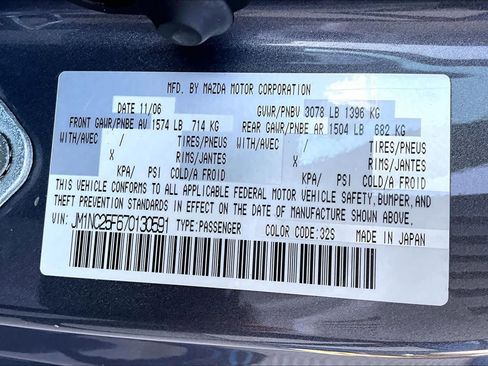 MFD. BY MAZDA MOTOR CORPORATION
DATE 11/06 GVWR/PNBV 3078 LB 1396 KG
FRONT GAWR/PNBE AV 1574 LB 714 KG REAR GAWR/PNBE AR 1504 LB 682 KG
WITH/AVEC / TIRES/PNEUS WITH/AVEC / TIRES/PNEUS
X RIMS/JANTES X RIMS/JANTES
KPA/ PSI COLD/A FROID KPA/ PSI COLD/A FROID
THIS VEHICLE CONFORMS TO ALL APPLICABLE FEDERAL MOTOR VEHICLE SAFETY, BUMPER, AND
THEFT PREVENTION STANDARDS IN EFFECT ON THE DATE OF MANUFACTURE SHOWN ABOVE.
VIN: JM1NC25F670130591 TYPE:PASSENGER COLOR CODE:32S MADE IN JAPAN